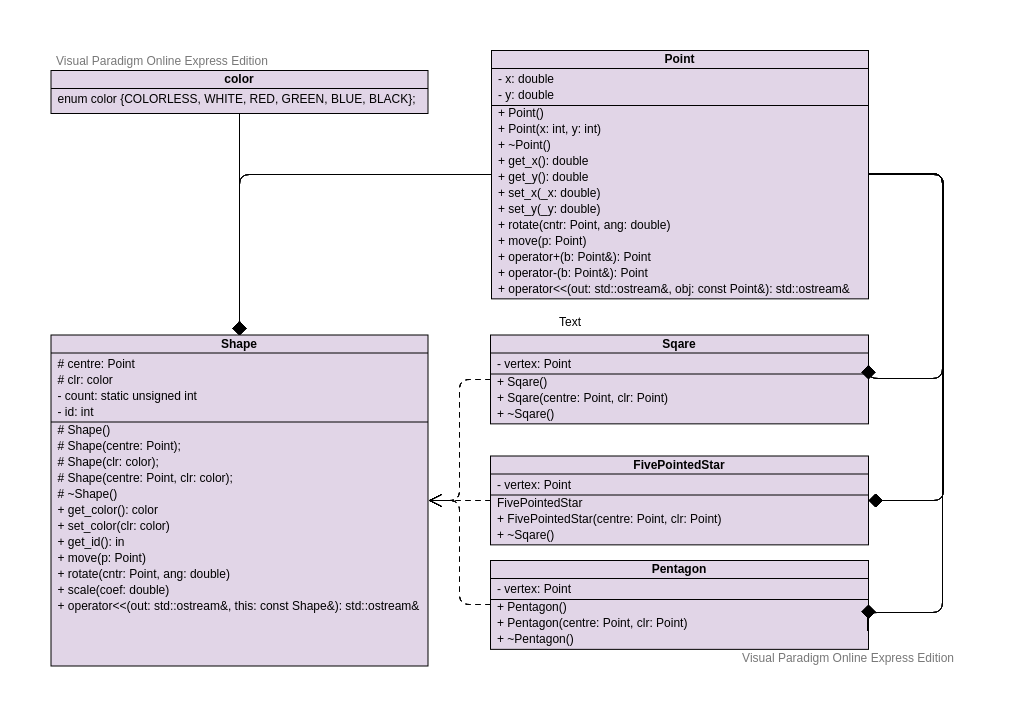 Visual Paradigm Online Express Edition
color
enum color {COLORLESS, WHITE, RED, GREEN, BLUE, BLACK};
Point
- x: double
- y: double
+ Point()
+ Point(x: int, y: int)
+ ~Point()
+ get_x(): double
+ get_y(): double
+ set_x(_x: double)
+ set_y(_y: double)
+ rotate(cntr: Point, ang: double)
+ move(p: Point)
+ operator+(b: Point&): Point
+ operator-(b: Point&): Point
+ operator<<(out: std::ostream&, obj: const Point&): std::ostream&
Text
Shape
# centre: Point
# clr: color
- count: static unsigned int
- id: int
# Shape()
# Shape(centre: Point);
# Shape(clr: color);
# Shape(centre: Point, clr: color);
# ~Shape()
+ get_color(): color
+ set_color(clr: color)
+ get_id(): in
+ move(p: Point)
+ rotate(cntr: Point, ang: double)
+ scale(coef: double)
+ operator<<(out: std::ostream&, this: const Shape&): std::ostream&
Sqare
- vertex: Point
+ Sqare()
+ Sqare(centre: Point, clr: Point)
+ ~Sqare()
FivePointedStar
- vertex: Point
FivePointedStar
+ FivePointedStar(centre: Point, clr: Point)
+ ~Sqare()
Pentagon
- vertex: Point
+ Pentagon()
+ Pentagon(centre: Point, clr: Point)
+ ~Pentagon()
Visual Paradigm Online Express Edition